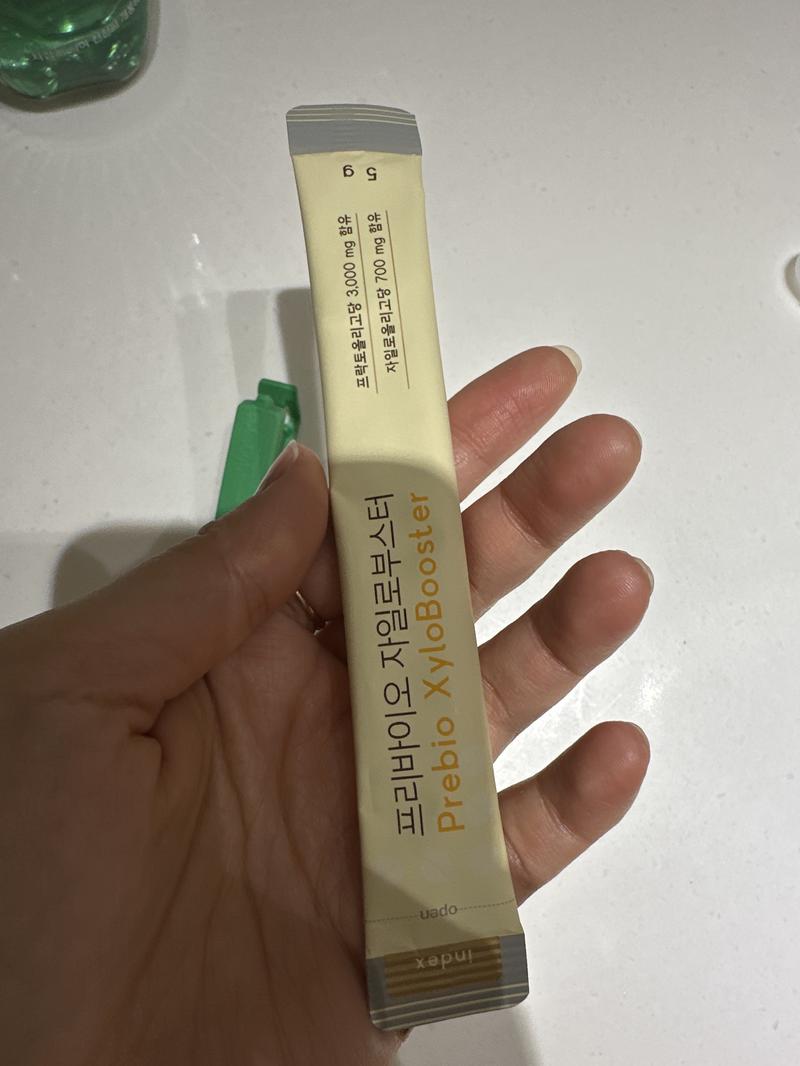 프리바이오 자일로부스터
Prebio XyloBooster
프락토올리고당 3,000 mg 함유
자일로올리고당 700 mg 함유
5 g
open
index